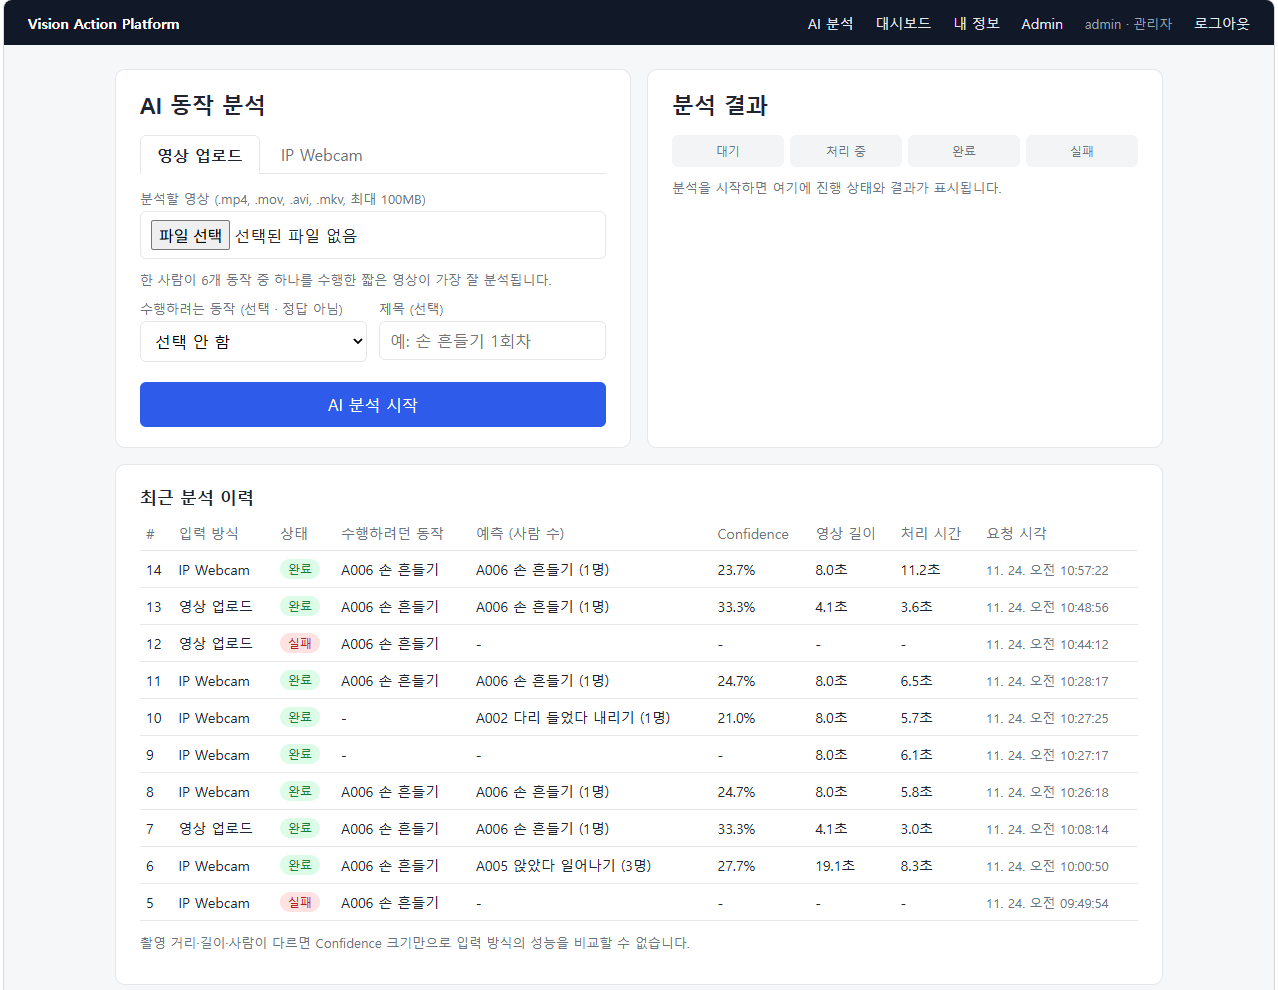 Vision Action Platform
AI 분석 대시보드 내 정보 Admin admin · 관리자 로그아웃
AI 동작 분석
영상 업로드 IP Webcam
분석할 영상 (.mp4, .mov, .avi, .mkv, 최대 100MB)
파일 선택 선택된 파일 없음
한 사람이 6개 동작 중 하나를 수행한 짧은 영상이 가장 잘 분석됩니다.
수행하려는 동작 (선택 · 정답 아님) 제목 (선택)
선택 안 함 예: 손 흔들기 1회차
AI 분석 시작
분석 결과
대기 처리 중 완료 실패
분석을 시작하면 여기에 진행 상태와 결과가 표시됩니다.
최근 분석 이력
# 입력 방식 상태 수행하려던 동작 예측 (사람 수) Confidence 영상 길이 처리 시간 요청 시각
14 IP Webcam 완료 A006 손 흔들기 A006 손 흔들기 (1명) 23.7% 8.0초 11.2초 11. 24. 오전 10:57:22
13 영상 업로드 완료 A006 손 흔들기 A006 손 흔들기 (1명) 33.3% 4.1초 3.6초 11. 24. 오전 10:48:56
12 영상 업로드 실패 A006 손 흔들기 - - - - 11. 24. 오전 10:44:12
11 IP Webcam 완료 A006 손 흔들기 A006 손 흔들기 (1명) 24.7% 8.0초 6.5초 11. 24. 오전 10:28:17
10 IP Webcam 완료 - A002 다리 들었다 내리기 (1명) 21.0% 8.0초 5.7초 11. 24. 오전 10:27:25
9 IP Webcam 완료 - - - 8.0초 6.1초 11. 24. 오전 10:27:17
8 IP Webcam 완료 A006 손 흔들기 A006 손 흔들기 (1명) 24.7% 8.0초 5.8초 11. 24. 오전 10:26:18
7 영상 업로드 완료 A006 손 흔들기 A006 손 흔들기 (1명) 33.3% 4.1초 3.0초 11. 24. 오전 10:08:14
6 IP Webcam 완료 A006 손 흔들기 A005 앉았다 일어나기 (3명) 27.7% 19.1초 8.3초 11. 24. 오전 10:00:50
5 IP Webcam 실패 A006 손 흔들기 - - - - 11. 24. 오전 09:49:54
촬영 거리·길이·사람이 다르면 Confidence 크기만으로 입력 방식의 성능을 비교할 수 없습니다.